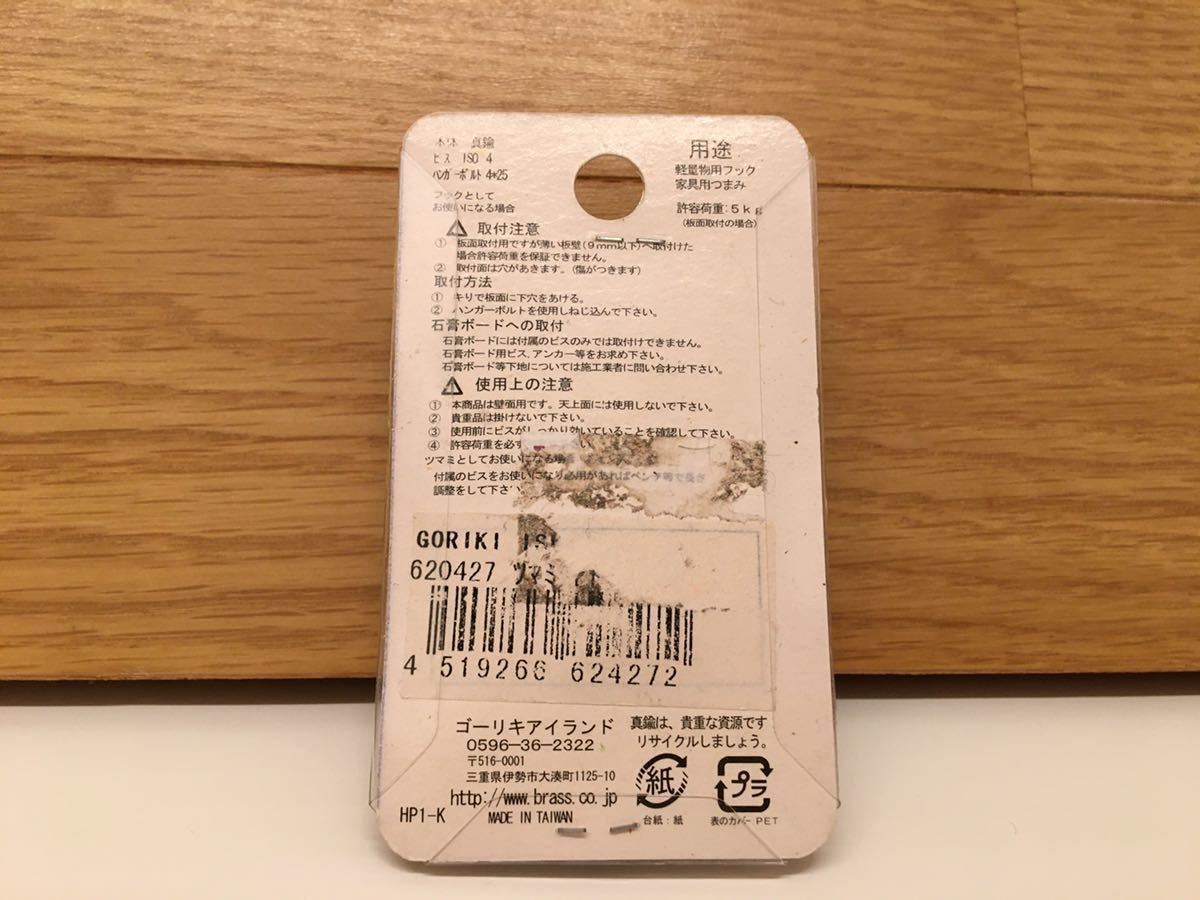 本体 真鍮
ビス ISO 4
ハンガーボルト 4*25
フックとして
お使いになる場合
用途
軽量物用フック
家具用つまみ
許容荷重:5kg
(板面取付の場合)
取付注意
① 板面取付用ですが薄い板壁(9mm以下)へ取付けた
場合許容荷重を保証できません。
② 取付面は穴があきます。(傷がつきます)
取付方法
① キリで板面に下穴をあける。
② ハンガーボルトを使用しねじ込んで下さい。
石膏ボードへの取付
石膏ボードには付属のビスのみでは取付けできません。
石膏ボード用ビス、アンカー等をお求め下さい。
石膏ボード等下地については施工業者に問い合わせ下さい。
使用上の注意
① 本商品は壁面用です。天上面には使用しないで下さい。
② 貴重品は掛けないで下さい。
③ 使用前にビスがしっかり効いていることを確認して下さい。
④ 許容荷重を必ず
ツマミとしてお使いになる場合
付属のビスをお使いになり必用があればペンチ等で長さ
調整をして下さい
GORIKI
620427 ツマミ
4 519266 624272
ゴーリキアイランド
0596-36-2322
〒516-0001
三重県伊勢市大湊町1125-10
http://www.brass.co.jp
MADE IN TAIWAN
HP1-K
真鍮は、貴重な資源です
リサイクルしましょう。
紙
台紙:紙
プラ
表のカバーPET